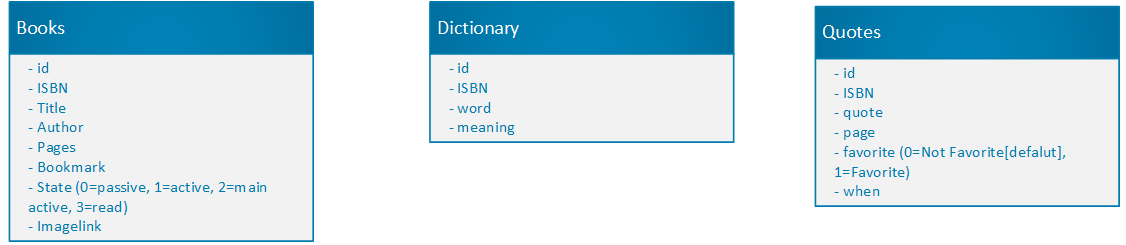 Books
- id
- ISBN
- Title
- Author
- Pages
- Bookmark
- State (0=passive, 1=active, 2=main
active, 3=read)
- Imagelink
Dictionary
- id
- ISBN
- word
- meaning
Quotes
- id
- ISBN
- quote
- page
- favorite (0=Not Favorite[defalut],
1=Favorite)
- when